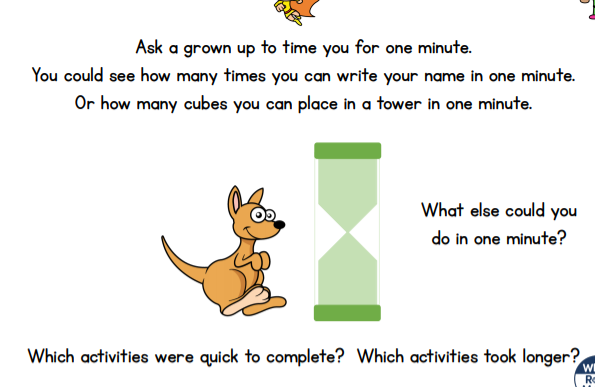 Ask a grown up to time you for one minute.
You could see how many times you can write your name in one minute.
Or how many cubes you can place in a tower in one minute.
What else could you
do in one minute?
Which activities were quick to complete? Which activities took longer?